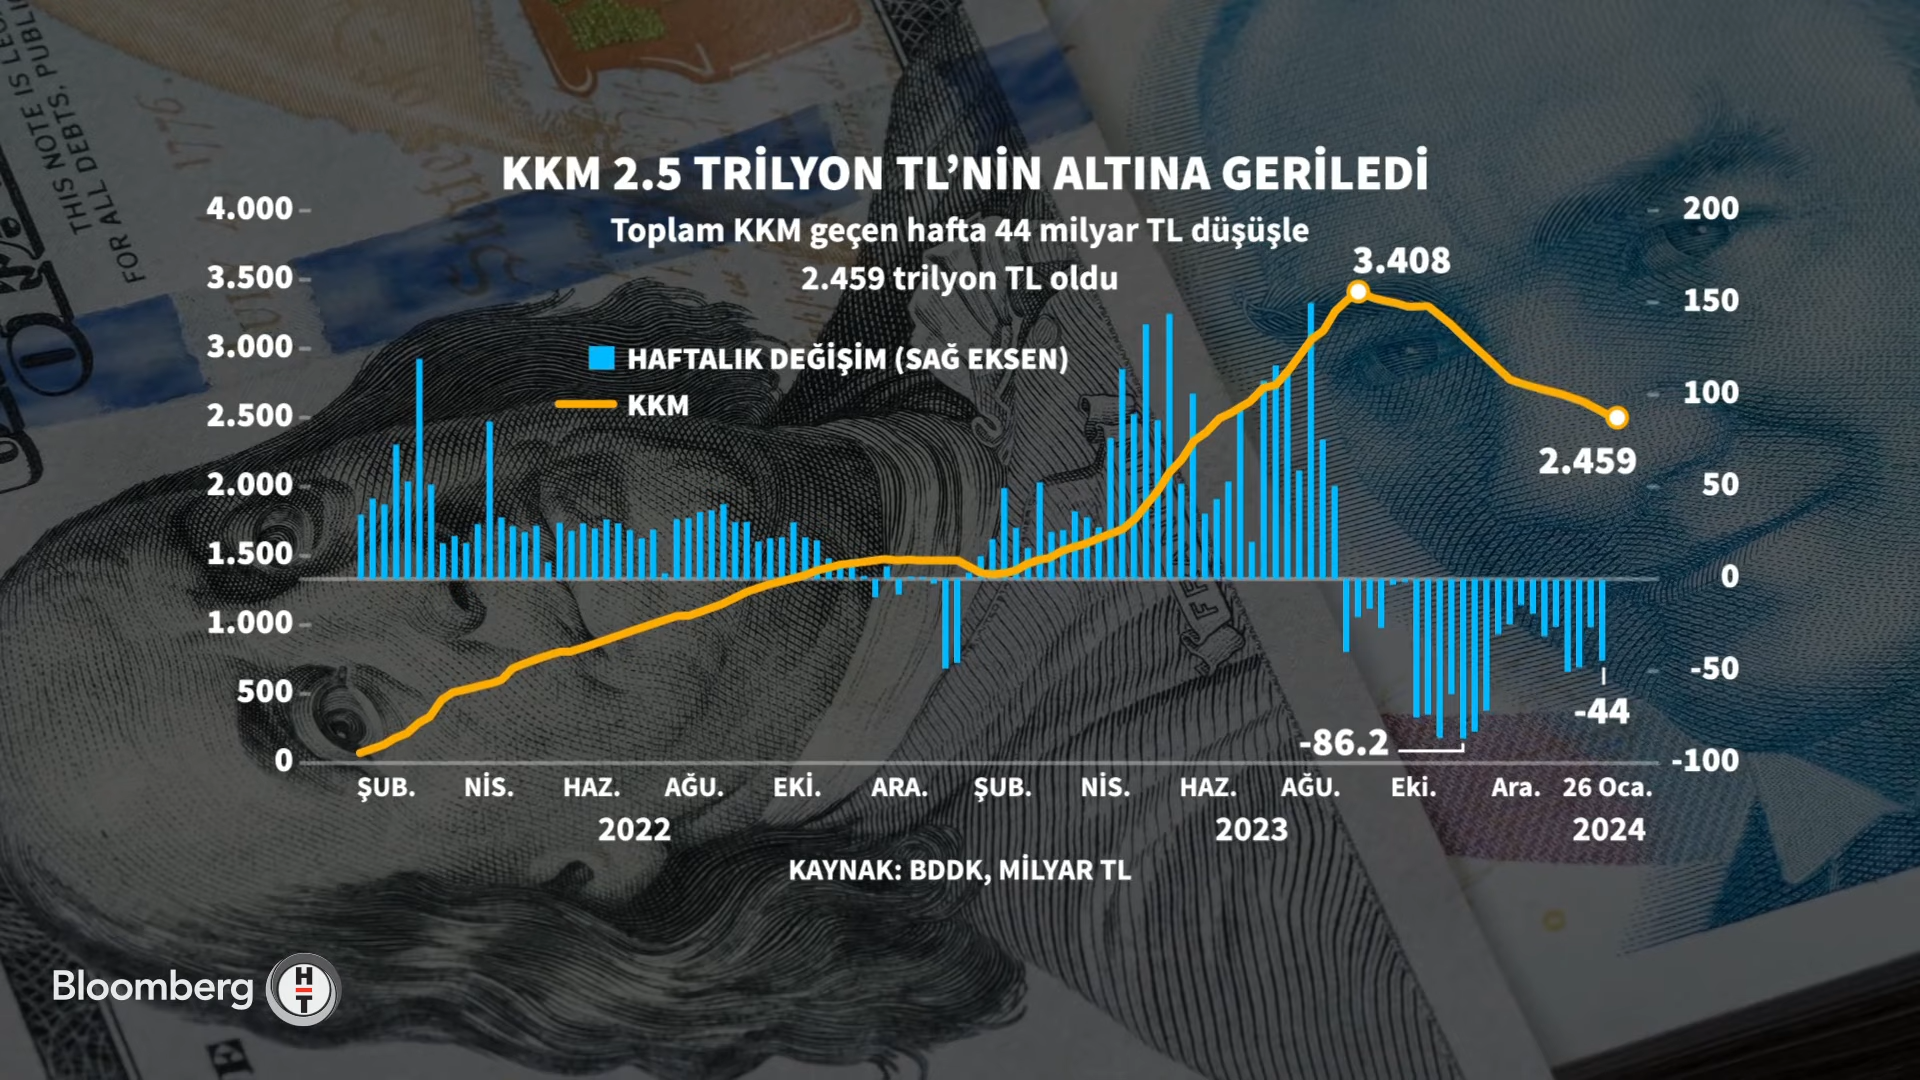 KKM 2.5 TRİLYON TL'NİN ALTINA GERİLEDİ
Toplam KKM geçen hafta 44 milyar TL düşüşle
2.459 trilyon TL oldu
HAFTALIK DEĞİŞİM (SAĞ EKSEN)
KKM
4.000
3.500
3.000
2.500
2.000
1.500
1.000
500
0
200
150
100
50
0
-50
-100
3.408
2.459
-44
-86.2
ŞUB. NİS. HAZ. AĞU. EKİ. ARA. ŞUB. NİS. HAZ. AĞU. Eki. Ara. 26 Oca.
2022 2023 2024
KAYNAK: BDDK, MİLYAR TL
Bloomberg HT
THIS NOTE IS LEG
FOR ALL DEBTS, PUBLI
1776